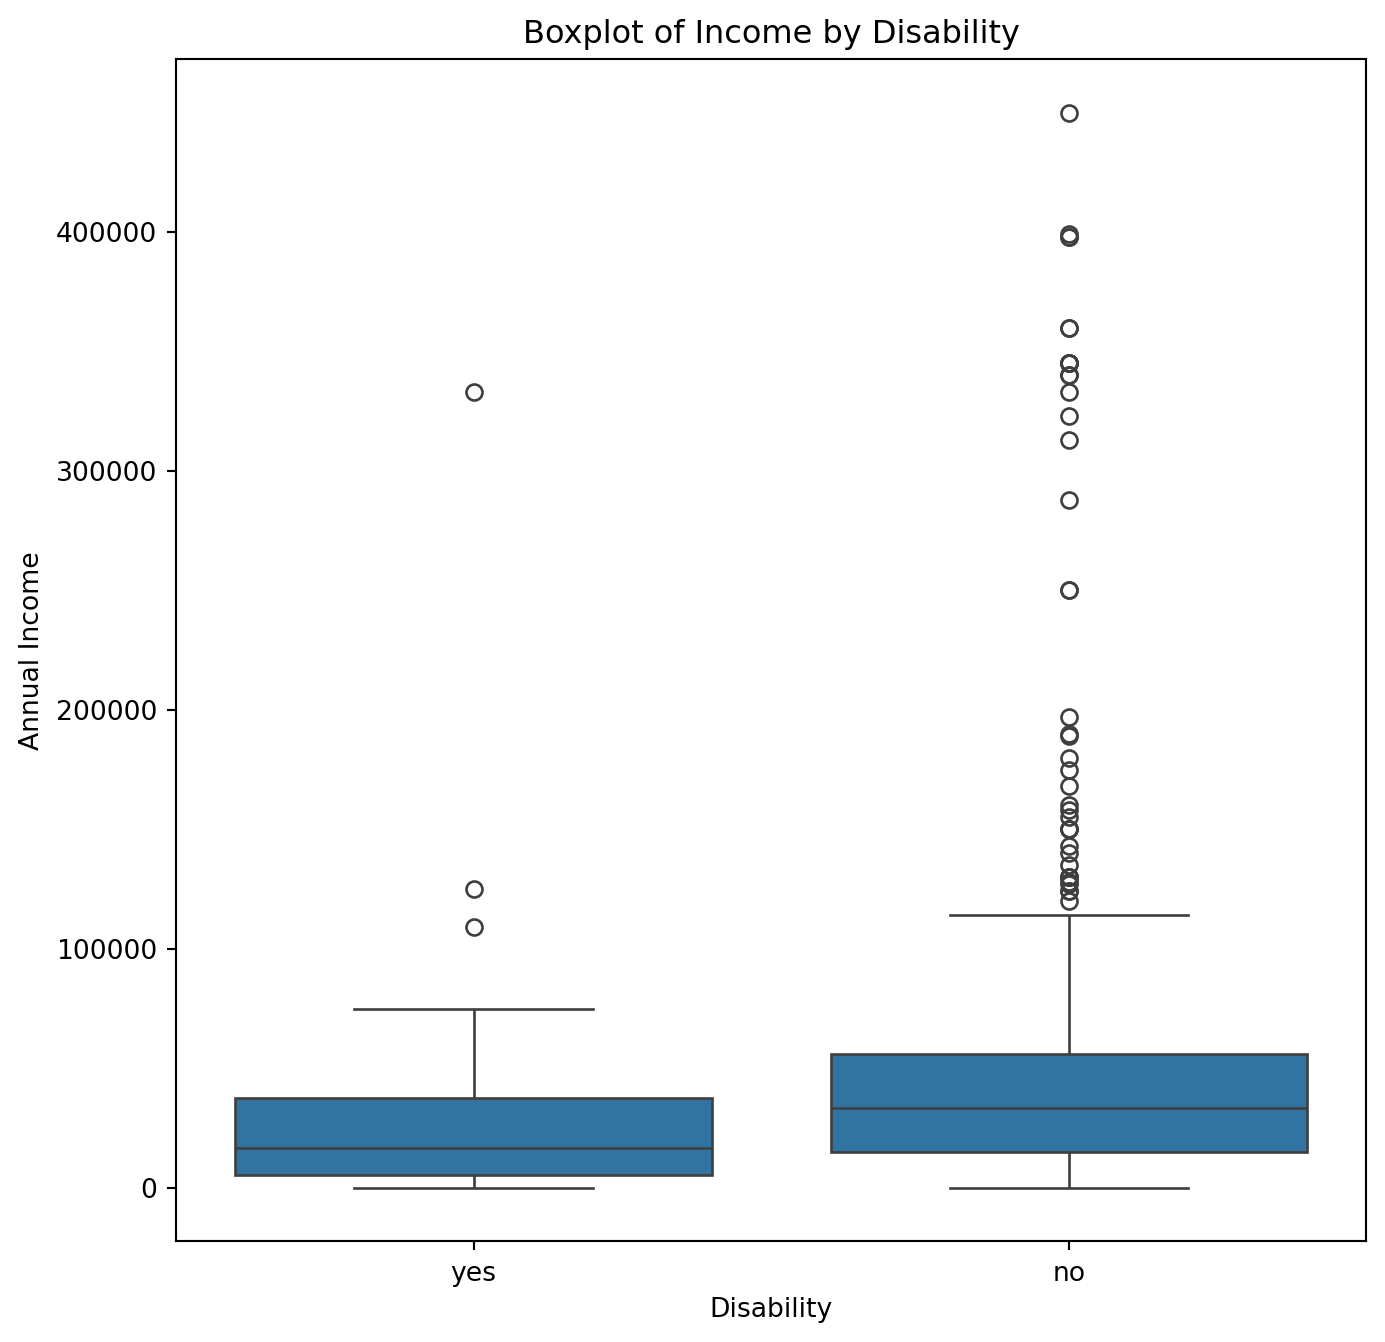 Boxplot of Income by Disability
400000
300000
200000
100000
0
Annual Income
yes
no
Disability